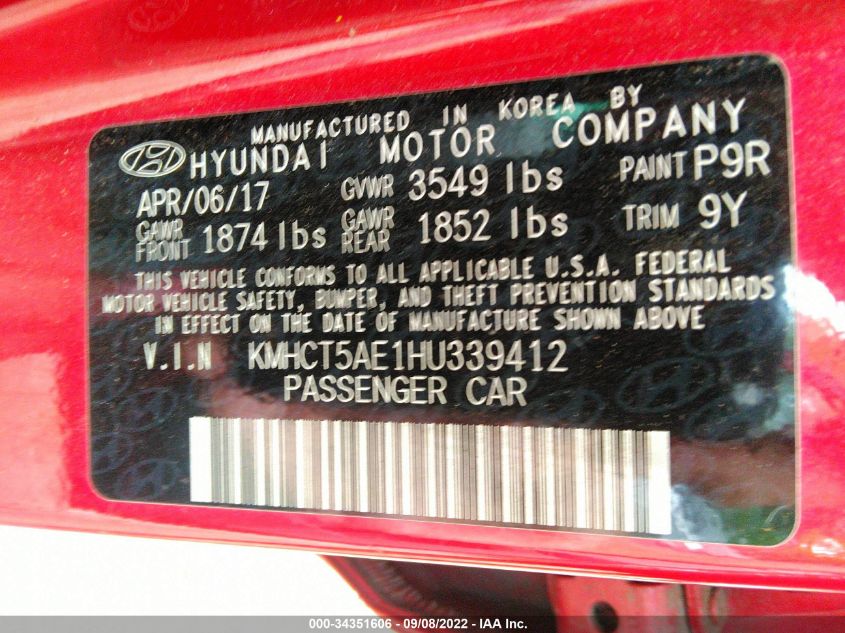 MANUFACTURED IN KOREA BY
HYUNDAI MOTOR COMPANY
APR/06/17 GVWR 3549 lbs PAINT P9R
GAWR FRONT 1874 lbs GAWR REAR 1852 lbs TRIM 9Y
THIS VEHICLE CONFORMS TO ALL APPLICABLE U.S.A. FEDERAL
MOTOR VEHICLE SAFETY, BUMPER, AND THEFT PREVENTION STANDARDS
IN EFFECT ON THE DATE OF MANUFACTURE SHOWN ABOVE
V.I.N KMHCT5AE1HU339412
PASSENGER CAR
000-34351606 - 09/08/2022 - IAA Inc.